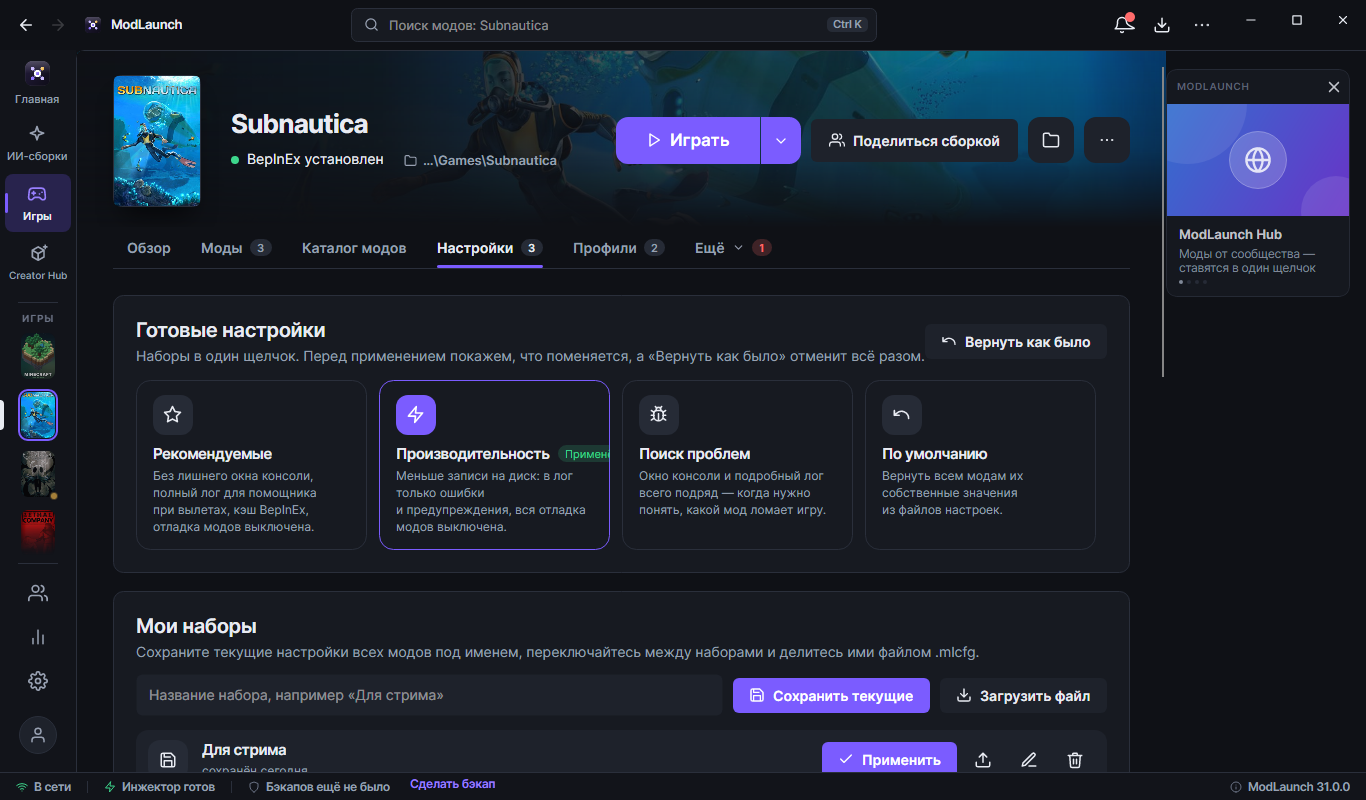 ModLaunch
Поиск модов: Subnautica
Ctrl K
Главная
ИИ-сборки
Игры
Creator Hub
ИГРЫ
MINECRAFT
LETHAL
COMPANY
SUBNAUTICA
Subnautica
BepInEx установлен
...\Games\Subnautica
Играть
Поделиться сборкой
Обзор
Моды 3
Каталог модов
Настройки 3
Профили 2
Ещё 1
Готовые настройки
Наборы в один щелчок. Перед применением покажем, что поменяется, а «Вернуть как было» отменит всё разом.
Вернуть как было
Рекомендуемые
Без лишнего окна консоли,
полный лог для помощника
при вылетах, кэш BepInEx,
отладка модов выключена.
Производительность
Примен
Меньше записи на диск: в лог
только ошибки
и предупреждения, вся отладка
модов выключена.
Поиск проблем
Окно консоли и подробный лог
всего подряд — когда нужно
понять, какой мод ломает игру.
По умолчанию
Вернуть всем модам их
собственные значения
из файлов настроек.
Мои наборы
Сохраните текущие настройки всех модов под именем, переключайтесь между наборами и делитесь ими файлом .mlcfg.
Название набора, например «Для стрима»
Сохранить текущие
Загрузить файл
Для стрима
сохранён сегодня
Применить
MODLAUNCH
ModLaunch Hub
Моды от сообщества —
ставятся в один щелчок
В сети
Инжектор готов
Бэкапов ещё не было
Сделать бэкап
ModLaunch 31.0.0